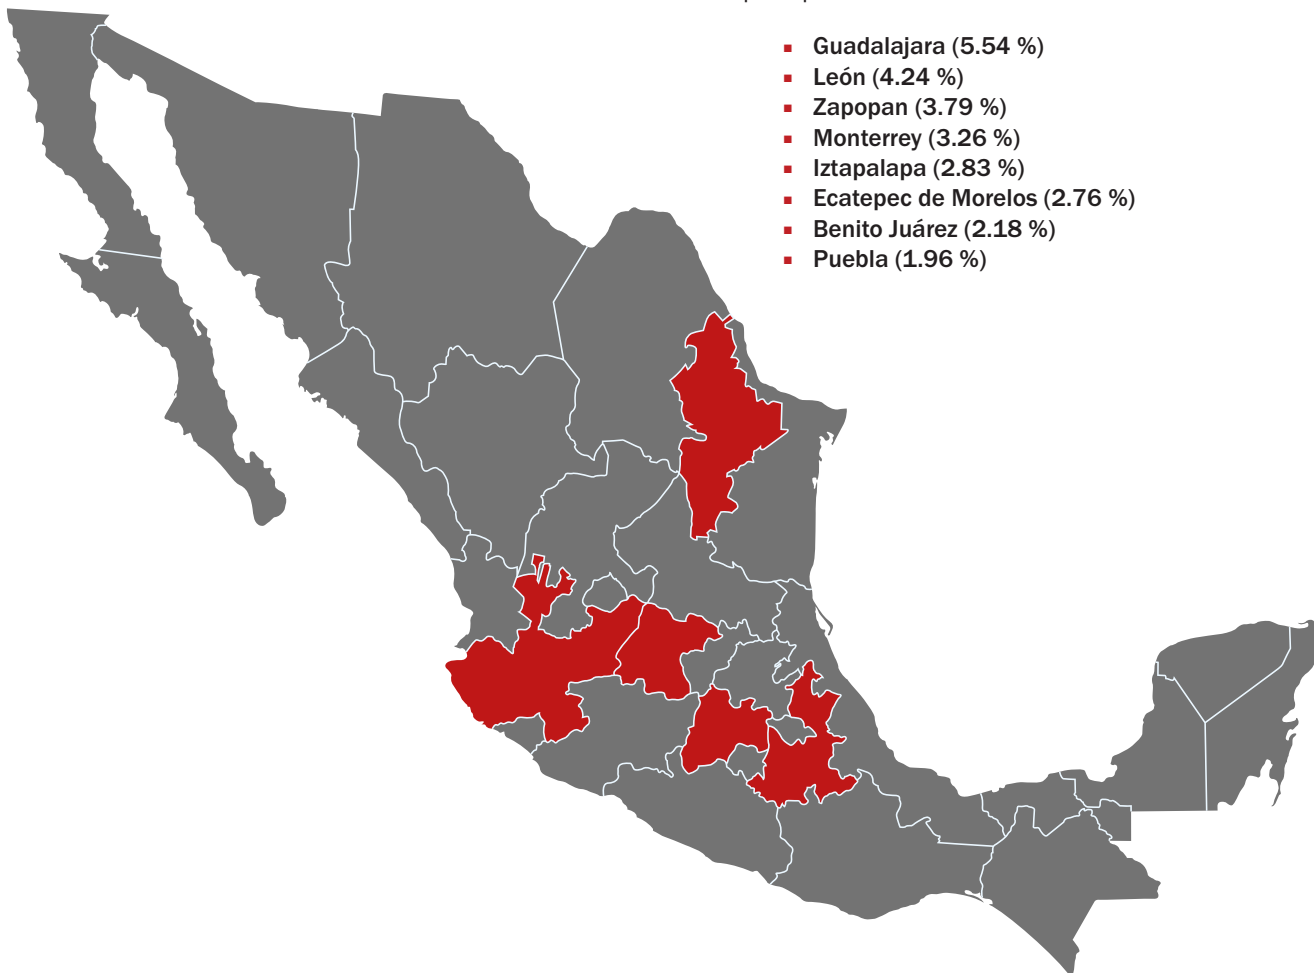 Guadalajara (5.54 %)
León (4.24 %)
Zapopan (3.79 %)
Monterrey (3.26 %)
Iztapalapa (2.83 %)
Ecatepec de Morelos (2.76 %)
Benito Juárez (2.18 %)
Puebla (1.96 %)